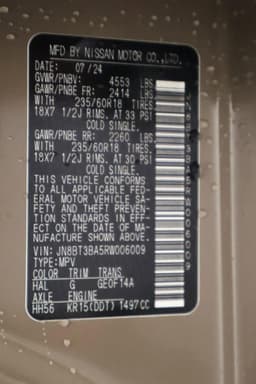 MFD BY NISSAN MOTOR CO.,LTD.
DATE: 07/24
GVWR/PNBV: 4553 LBS
GAWR/PNBE FR: 2414 LBS
WITH 235/60R18 TIRES
18X7 1/2J RIMS, AT 33 PSI
COLD SINGLE.
GAWR/PNBE RR: 2260 LBS
WITH 235/60R18 TIRES
18X7 1/2J RIMS, AT 30 PSI
COLD SINGLE.
THIS VEHICLE CONFORMS
TO ALL APPLICABLE FED-
ERAL MOTOR VEHICLE SA-
FETY AND THEFT PREVEN-
TION STANDARDS IN EFF-
ECT ON THE DATE OF MA-
NUFACTURE SHOWN ABOVE.
VIN: JN8BT3BA5RW006009
TYPE: MPV
COLOR TRIM TRANS
HAL G GE0F14A
AXLE ENGINE
HH56 KR15(DDT) 1497CC